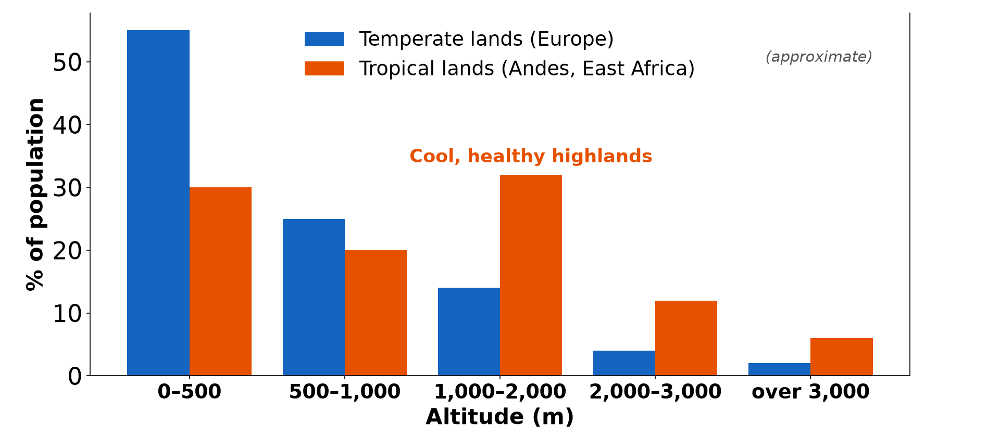 Temperate lands (Europe)
Tropical lands (Andes, East Africa)
(approximate)
Cool, healthy highlands
% of population
50
40
30
20
10
0
0–500
500–1,000
1,000–2,000
2,000–3,000
over 3,000
Altitude (m)